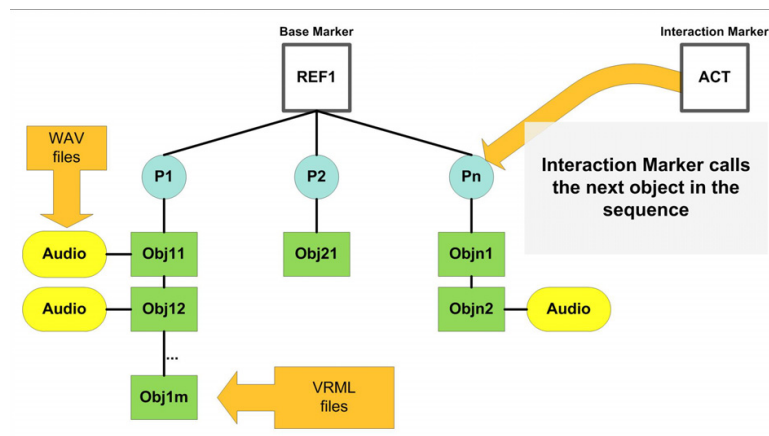 Base Marker
Interaction Marker
REF1
ACT
WAV
files
P1
P2
Pn
Interaction Marker calls
the next object in the
sequence
Audio
Obj11
Obj21
Objn1
Audio
Obj12
Objn2
Audio
...
Obj1m
VRML
files